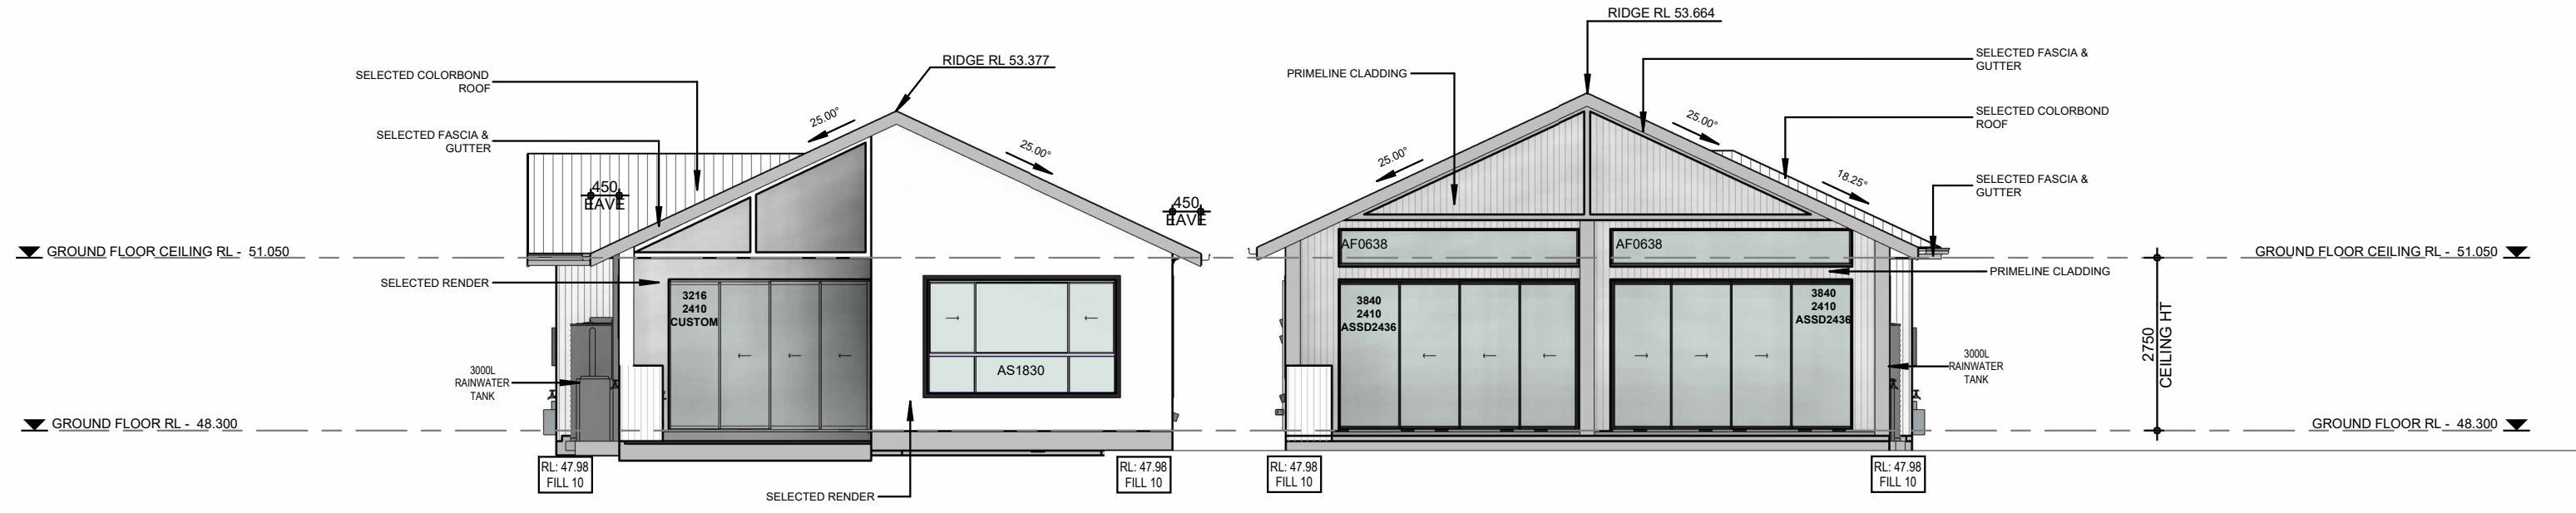 RIDGE RL 53.664
SELECTED FASCIA &
GUTTER
RIDGE RL 53.377
PRIMELINE CLADDING
SELECTED COLORBOND
ROOF
SELECTED COLORBOND
ROOF
25.00°
25.00°
SELECTED FASCIA &
GUTTER
25.00°
25.00°
18.25°
SELECTED FASCIA &
GUTTER
450
EAVE
450
EAVE
AF0638
AF0638
GROUND FLOOR CEILING RL - 51.050
GROUND FLOOR CEILING RL - 51.050
SELECTED RENDER
PRIMELINE CLADDING
3216
2410
CUSTOM
3840
2410
ASSD2436
3840
2410
ASSD2436
2750
CEILING HT
3000L
RAINWATER
TANK
AS1830
3000L
RAINWATER
TANK
GROUND FLOOR RL - 48.300
GROUND FLOOR RL - 48.300
RL: 47.98
FILL 10
RL: 47.98
FILL 10
RL: 47.98
FILL 10
RL: 47.98
FILL 10
SELECTED RENDER